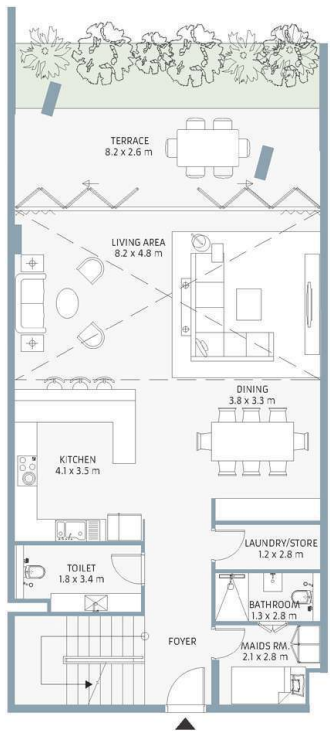 TERRACE
8.2 x 2.6 m
LIVING AREA
8.2 x 4.8 m
DINING
3.8 x 3.3 m
KITCHEN
4.1 x 3.5 m
LAUNDRY/STORE
1.2 x 2.8 m
TOILET
1.8 x 3.4 m
BATHROOM
1.3 x 2.8 m
FOYER
MAIDS RM.
2.1 x 2.8 m